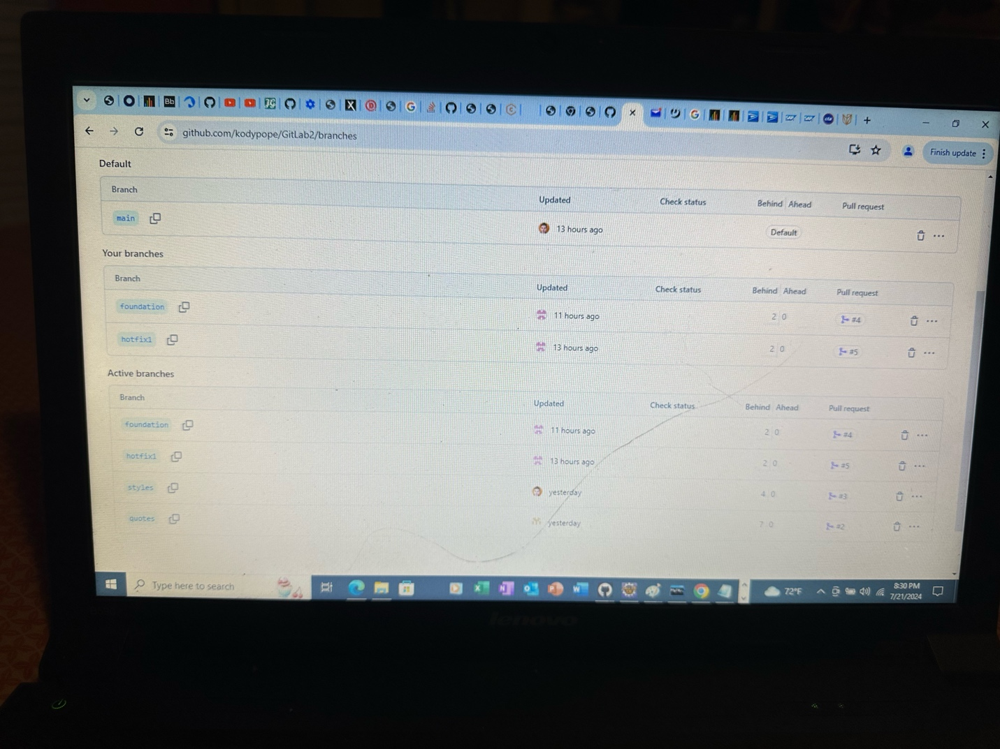 Bb
X
github.com/kodypope/GitLab2/branches
Finish update
Default
Branch Updated Check status Behind Ahead Pull request
main 13 hours ago Default
Your branches
Branch Updated Check status Behind Ahead Pull request
foundation 11 hours ago 2 0 #4
hotfix1 13 hours ago 2 0 #5
Active branches
Branch Updated Check status Behind Ahead Pull request
foundation 11 hours ago 2 0 #4
hotfix1 13 hours ago 2 0 #5
styles yesterday 4 0 #3
quotes yesterday 7 0 #2
Type here to search
72°F
8:30 PM
7/21/2024
lenovo